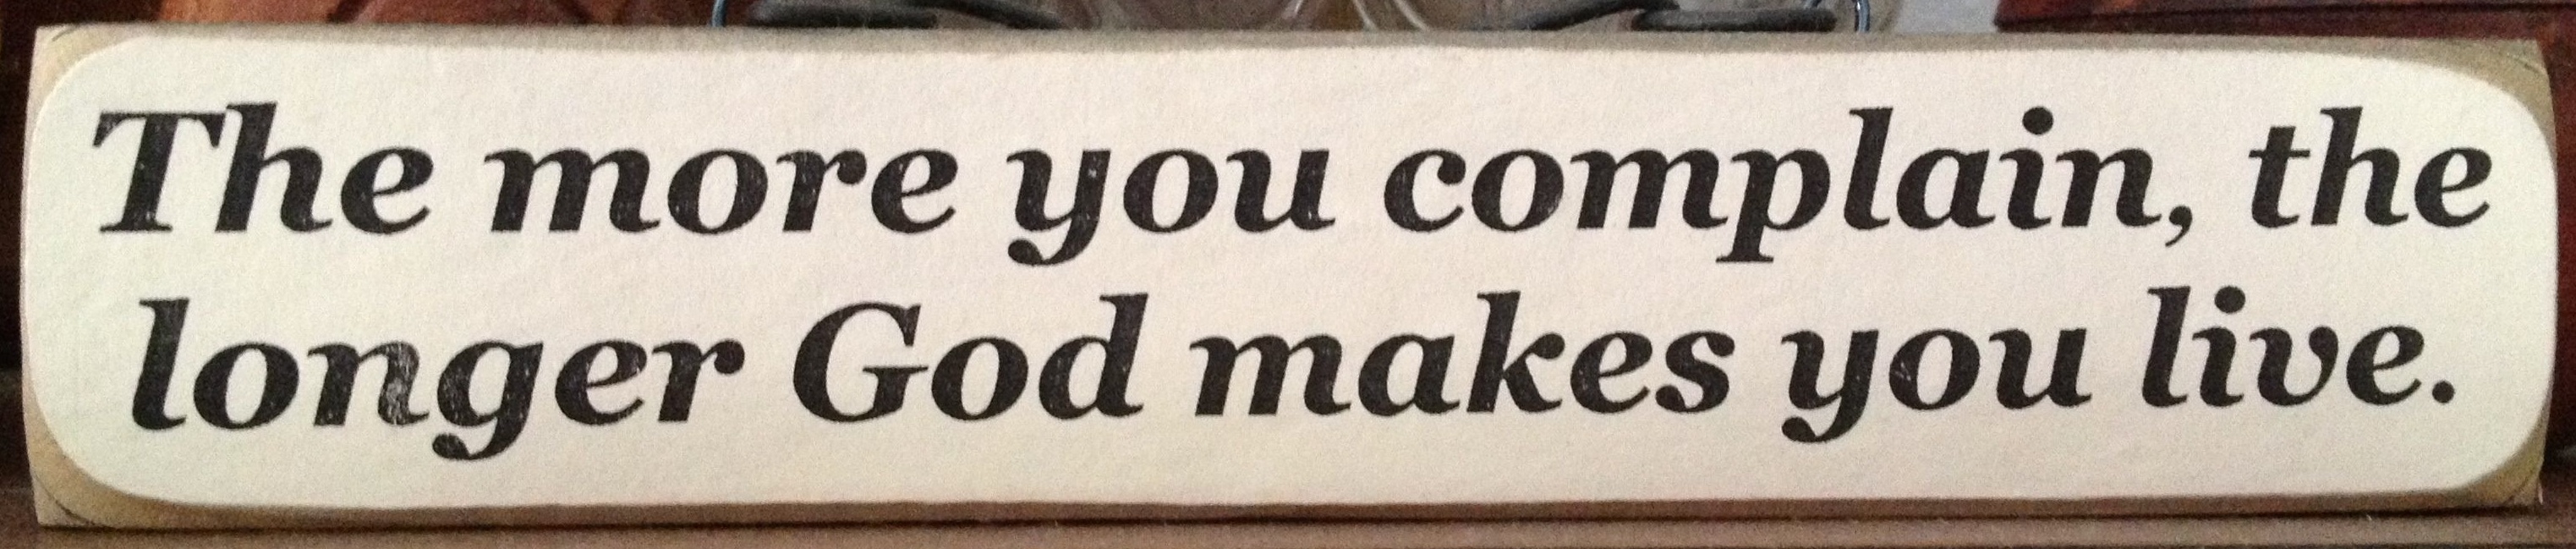 The more you complain, the
longer God makes you live.